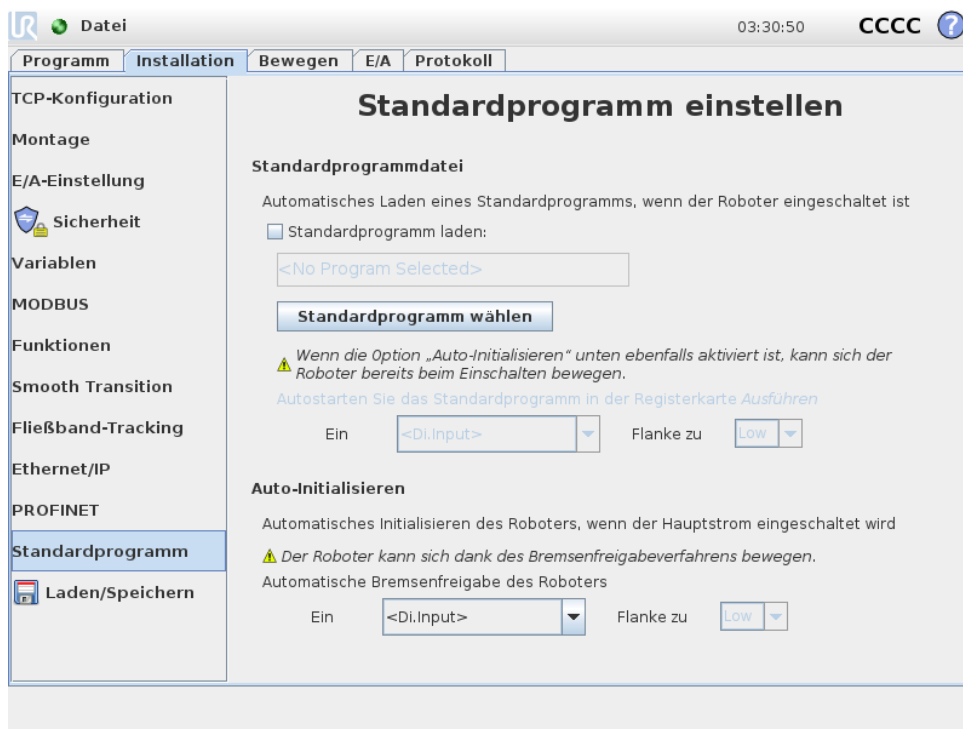 UR Datei 03:30:50 CCCC ?
Programm Installation Bewegen E/A Protokoll
TCP-Konfiguration
Montage
E/A-Einstellung
Sicherheit
Variablen
MODBUS
Funktionen
Smooth Transition
Fließband-Tracking
Ethernet/IP
PROFINET
Standardprogramm
Laden/Speichern
Standardprogramm einstellen
Standardprogrammdatei
Automatisches Laden eines Standardprogramms, wenn der Roboter eingeschaltet ist
Standardprogramm laden:
<No Program Selected>
Standardprogramm wählen
Wenn die Option „Auto-Initialisieren“ unten ebenfalls aktiviert ist, kann sich der
Roboter bereits beim Einschalten bewegen.
Autostarten Sie das Standardprogramm in der Registerkarte Ausführen
Ein <Di.Input> Flanke zu Low
Auto-Initialisieren
Automatisches Initialisieren des Roboters, wenn der Hauptstrom eingeschaltet wird
Der Roboter kann sich dank des Bremsenfreigabeverfahrens bewegen.
Automatische Bremsenfreigabe des Roboters
Ein <Di.Input> Flanke zu Low